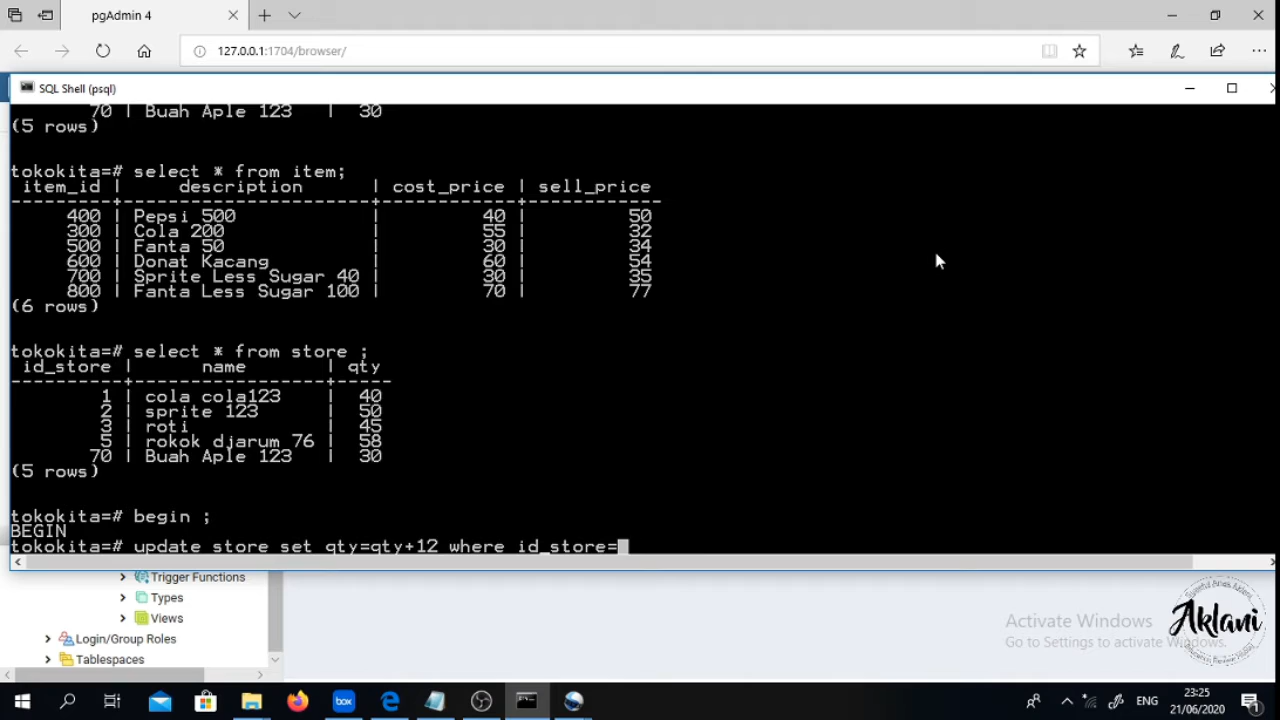 pgAdmin 4
127.0.0.1:1704/browser/
SQL Shell (psql)
70 | Buah Aple 123 | 30
(5 rows)
tokokita=# select * from item;
item_id | description | cost_price | sell_price
---------+----------------------+------------+------------
400 | Pepsi 500 | 40 | 50
300 | Cola 200 | 55 | 32
500 | Fanta 50 | 30 | 34
600 | Donat Kacang | 60 | 54
700 | Sprite Less Sugar 40 | 30 | 35
800 | Fanta Less Sugar 100 | 70 | 77
(6 rows)
tokokita=# select * from store ;
id_store | name | qty
----------+-----------------+-----
1 | cola cola123 | 40
2 | sprite 123 | 50
3 | roti | 45
5 | rokok djarum 76 | 58
70 | Buah Aple 123 | 30
(5 rows)
tokokita=# begin ;
BEGIN
tokokita=# update store set qty=qty+12 where id_store=
Trigger Functions
Types
Views
Login/Group Roles
Tablespaces
Activate Windows
Go to Settings to activate Windows.
Aklani
box
ENG
23:25
21/06/2020